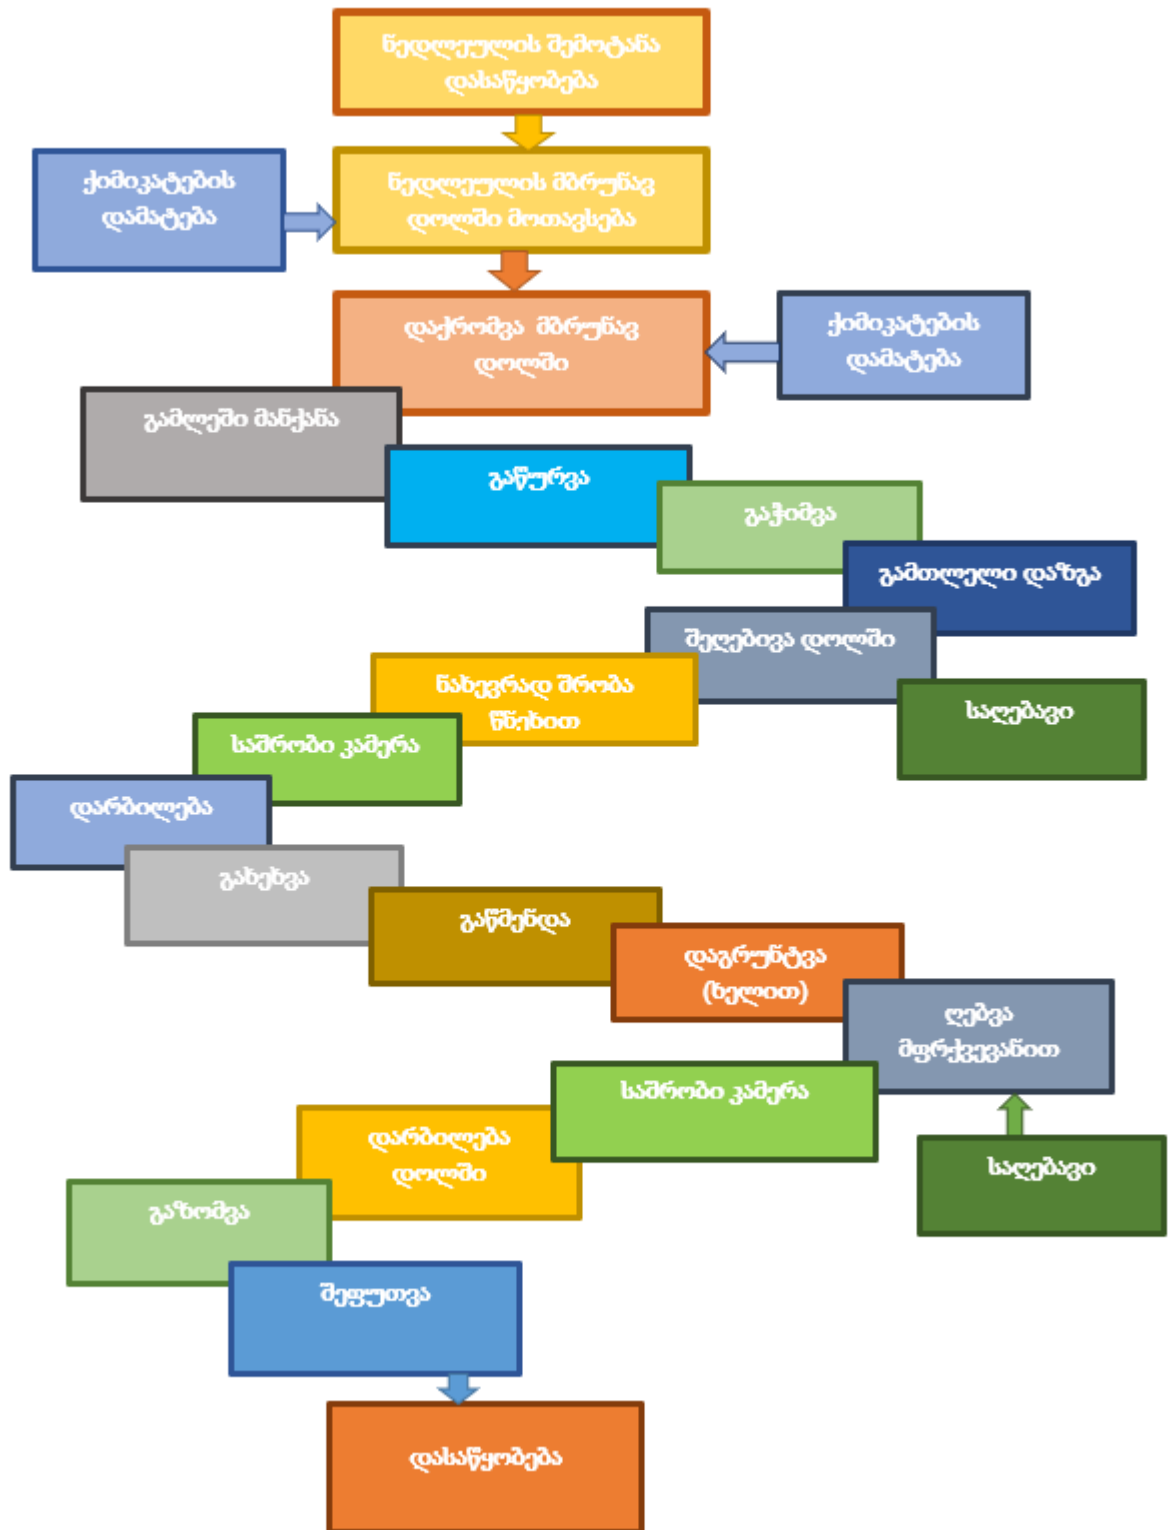 ნედლეულის შემოტანა
დასაწყობება
ქიმიკატების
დამატება
ნედლეულის მბრუნავ
დოლში მოთავსება
დაქრომვა მბრუნავ
დოლში
ქიმიკატების
დამატება
გამლეში მანქანა
გაწურვა
გაჭიმვა
გამთლელი დაზგა
შეღებივა დოლში
ნახევრად შრობა
წნეხით
საღებავი
საშრობი კამერა
დარბილება
გახეხვა
გაწმენდა
დაგრუნტვა
(ხელით)
ღებვა
მფრქვევანით
საშრობი კამერა
დარბილება
დოლში
საღებავი
გაზომვა
შეფუთვა
დასაწყობება